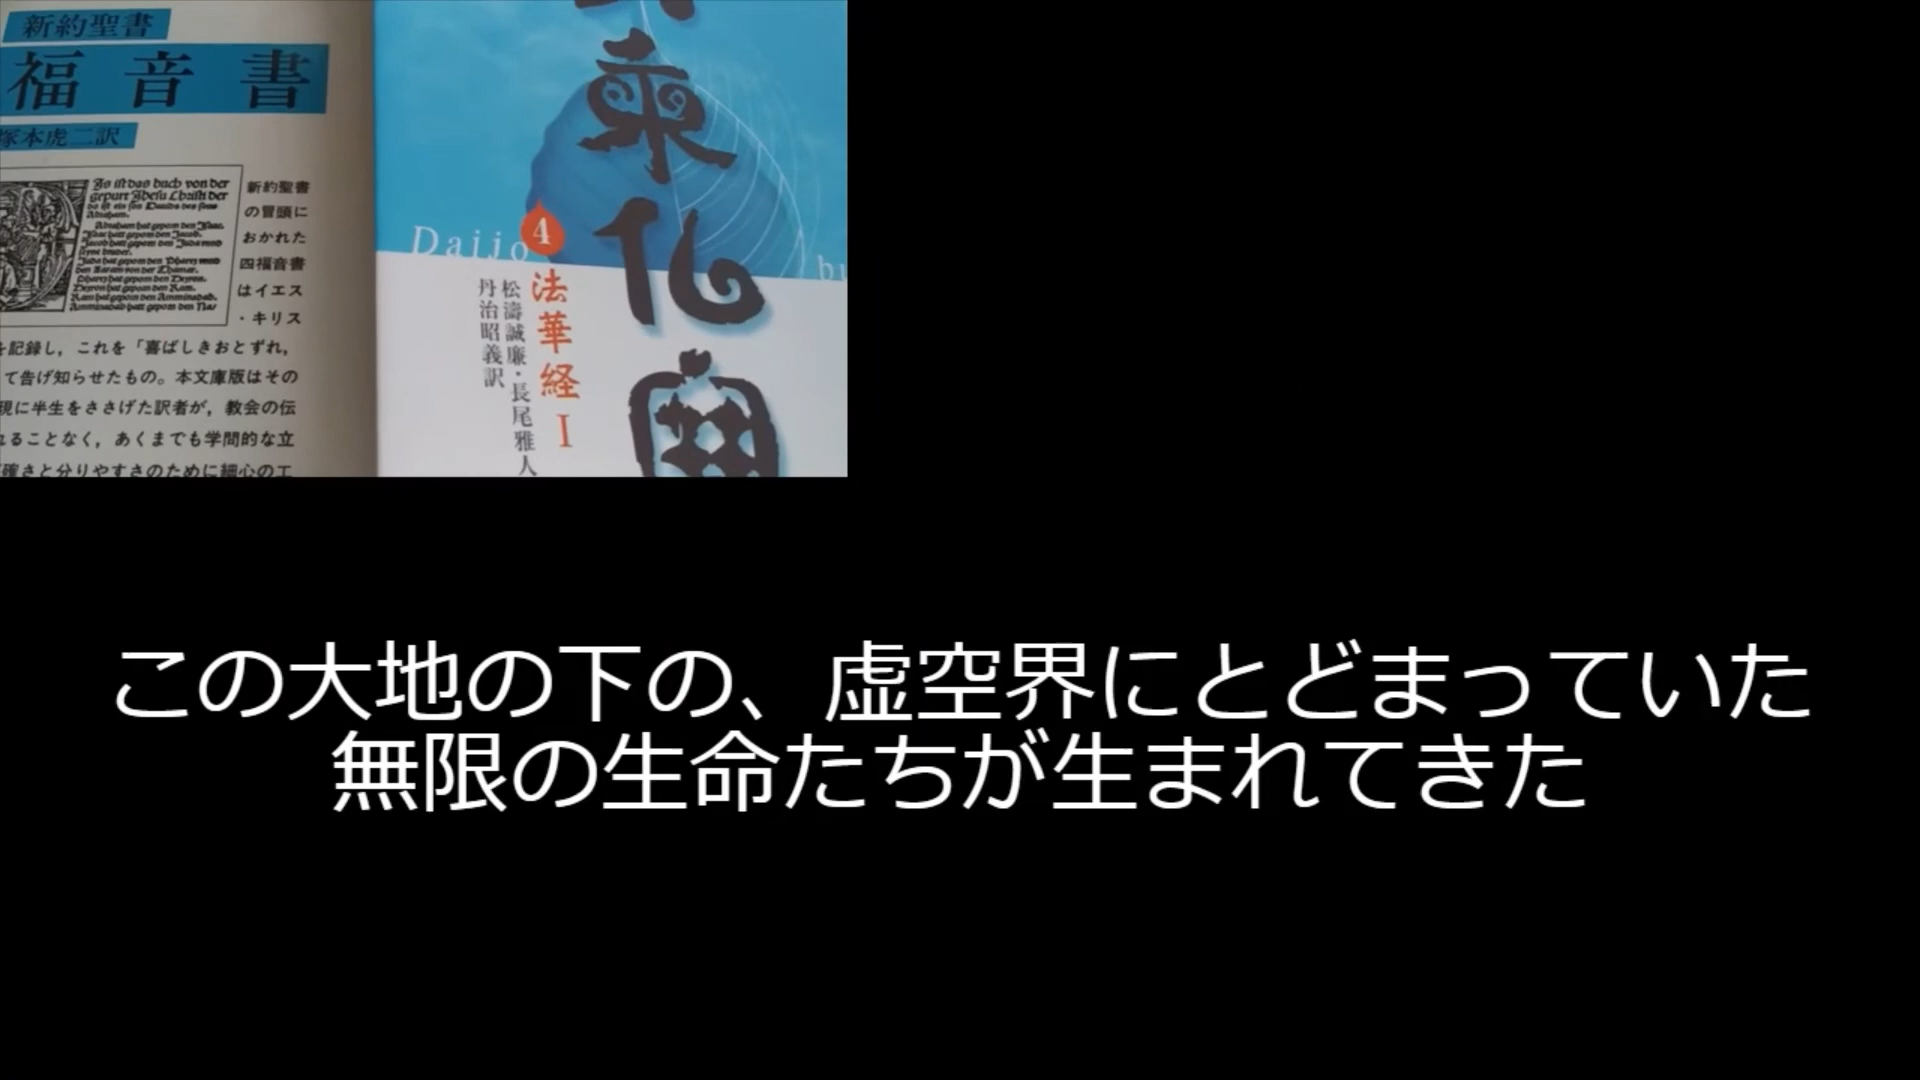 新約聖書
福音書
塚本虎二訳
新約聖書
の冒頭に
おかれた
四福音書
はイエス
・キリス
を記録し，これを「喜ばしきおとずれ，
て告げ知らせたもの。本文庫版はその
現に半生をささげた訳者が，教会の伝
れることなく，あくまでも学問的な立
確さと分りやすさのために細心の工
乗仏典
Daijo
bu
4
法華経 I
松濤誠廉・長尾雅人
丹治昭義訳
この大地の下の、虚空界にとどまっていた
無限の生命たちが生まれてきた